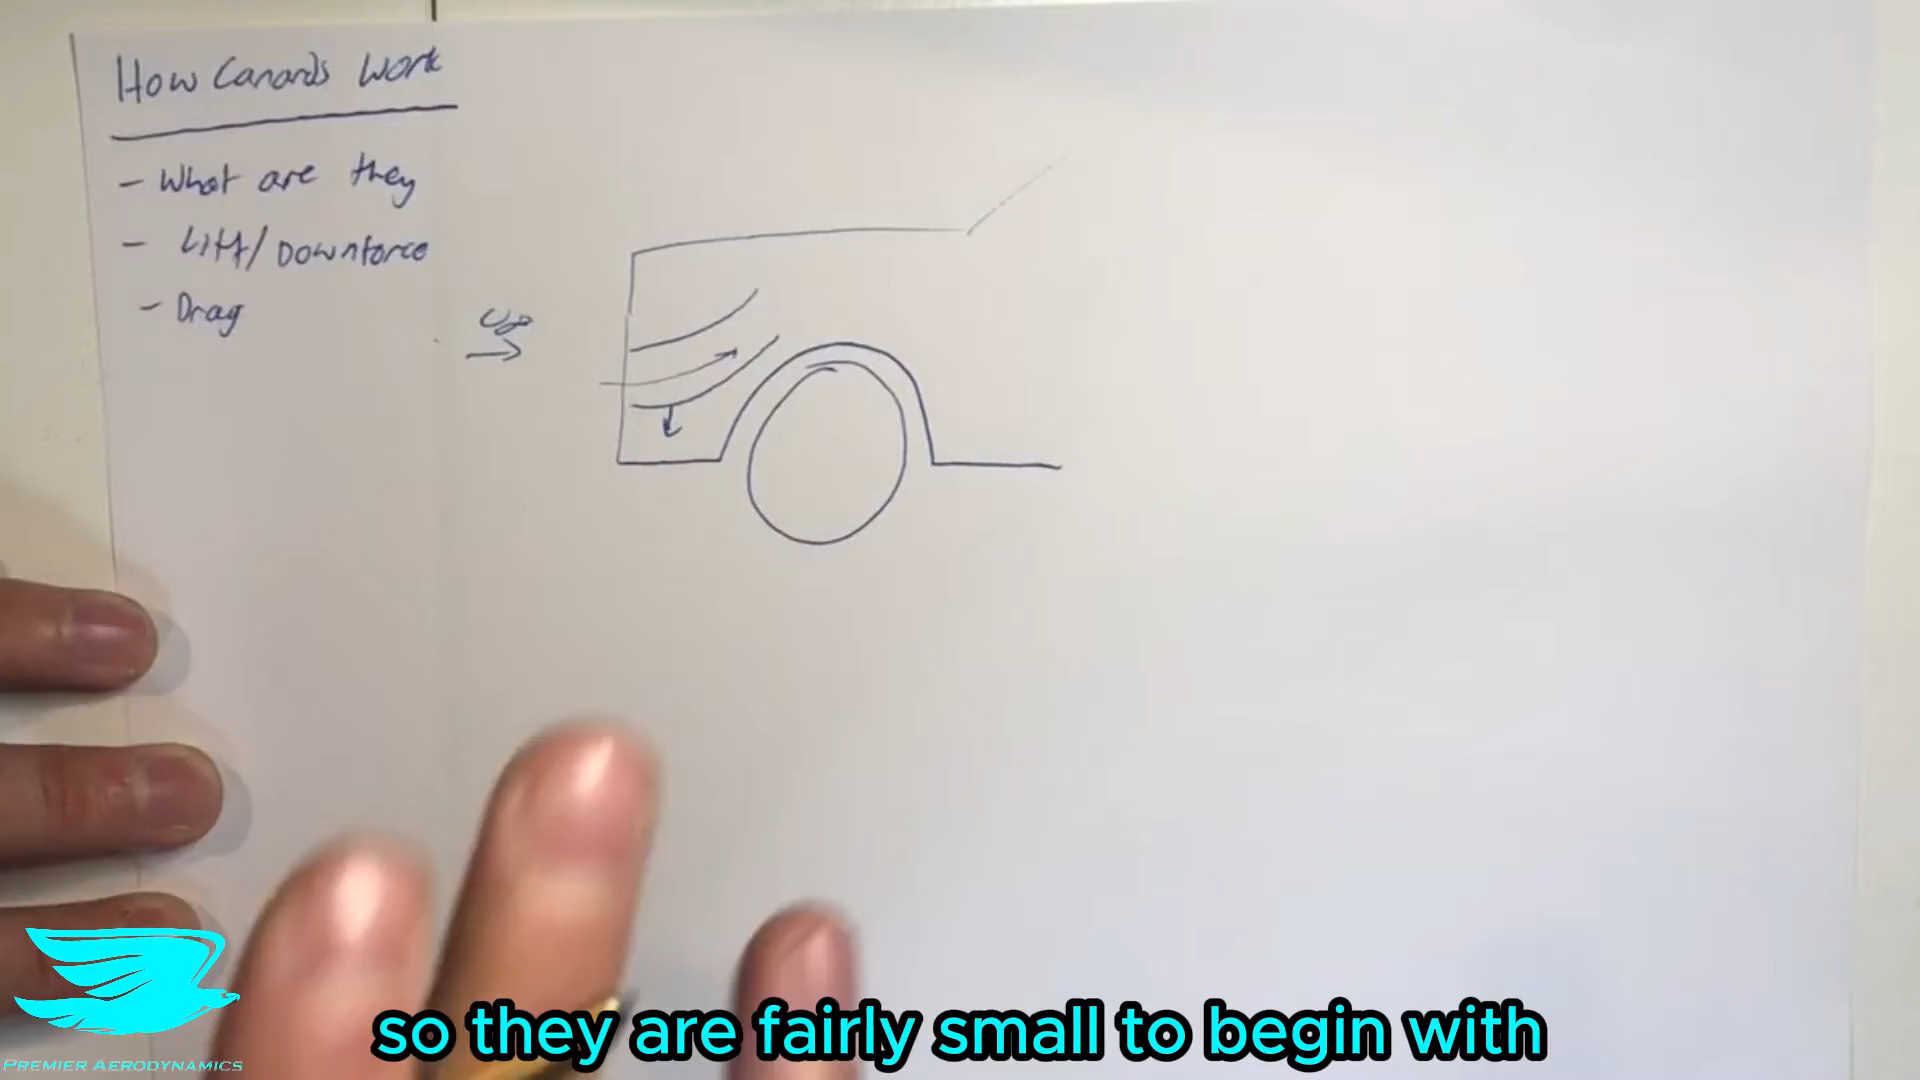 How Canards Work
- What are they
- Lift/Downforce
- Drag
U∞
PREMIER AERODYNAMICS
so they are fairly small to begin with